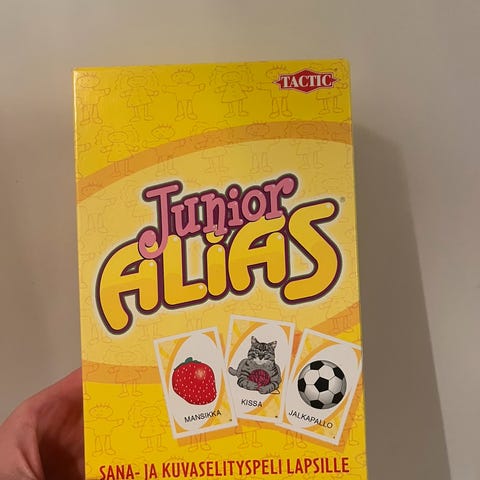 TACTIC
Junior
ALIAS
MANSIKKA
KISSA
JALKAPALLO
SANA- JA KUVASELITYSPELI LAPSILLE